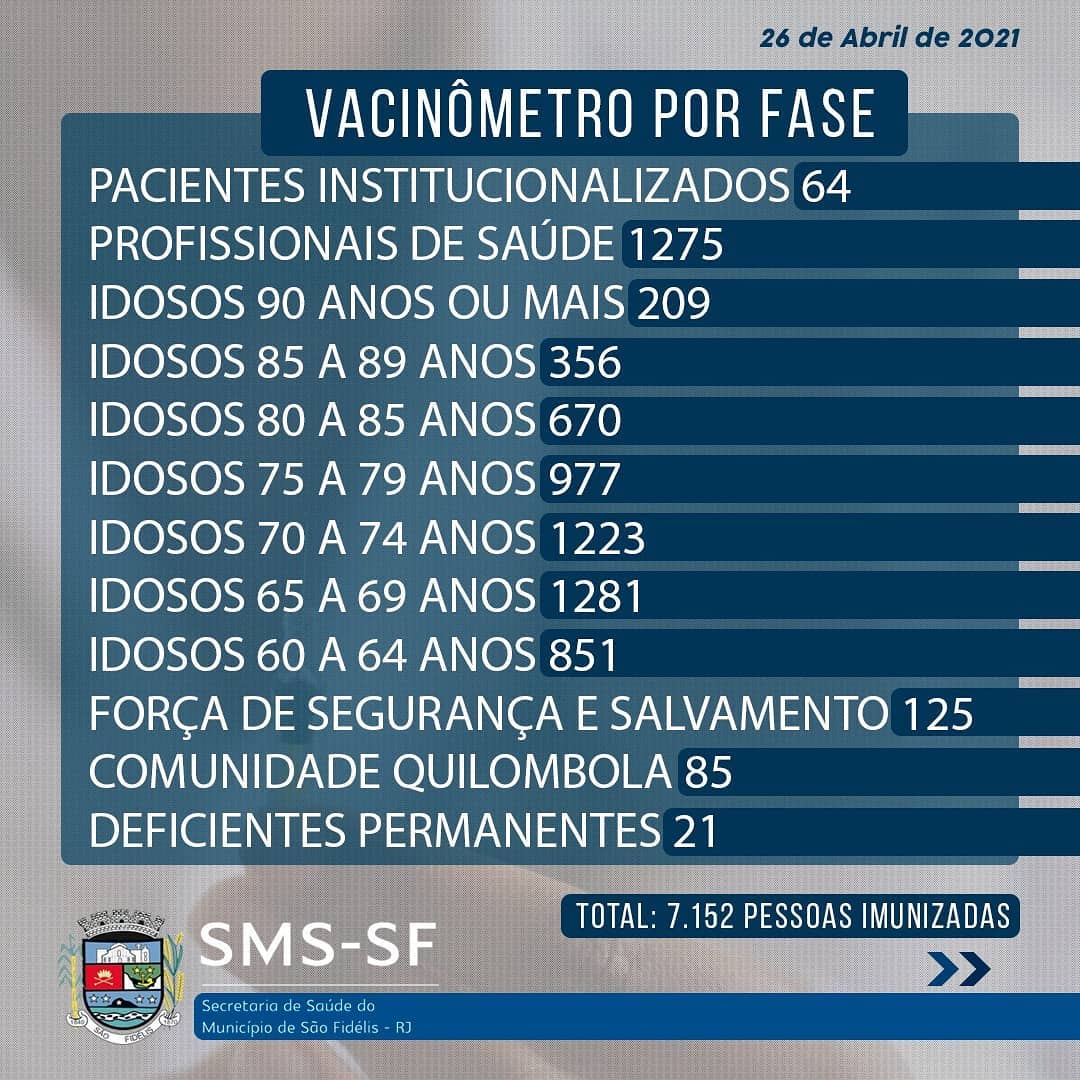 26 de Abril de 2021
VACINÔMETRO POR FASE
PACIENTES INSTITUCIONALIZADOS 64
PROFISSIONAIS DE SAÚDE 1275
IDOSOS 90 ANOS OU MAIS 209
IDOSOS 85 A 89 ANOS 356
IDOSOS 80 A 85 ANOS 670
IDOSOS 75 A 79 ANOS 977
IDOSOS 70 A 74 ANOS 1223
IDOSOS 65 A 69 ANOS 1281
IDOSOS 60 A 64 ANOS 851
FORÇA DE SEGURANÇA E SALVAMENTO 125
COMUNIDADE QUILOMBOLA 85
DEFICIENTES PERMANENTES 21
TOTAL: 7.152 PESSOAS IMUNIZADAS
SMS-SF
Secretaria de Saúde do
Município de São Fidélis - RJ
SÃO FIDÉLIS